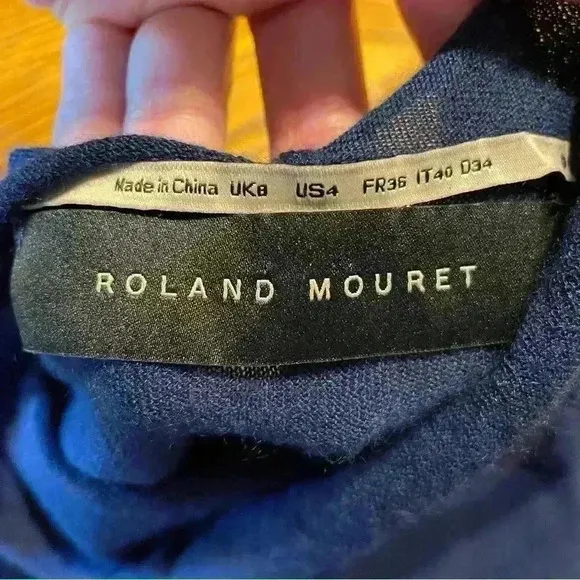 Made in China UK8 US4 FR36 IT40 D34
ROLAND MOURET